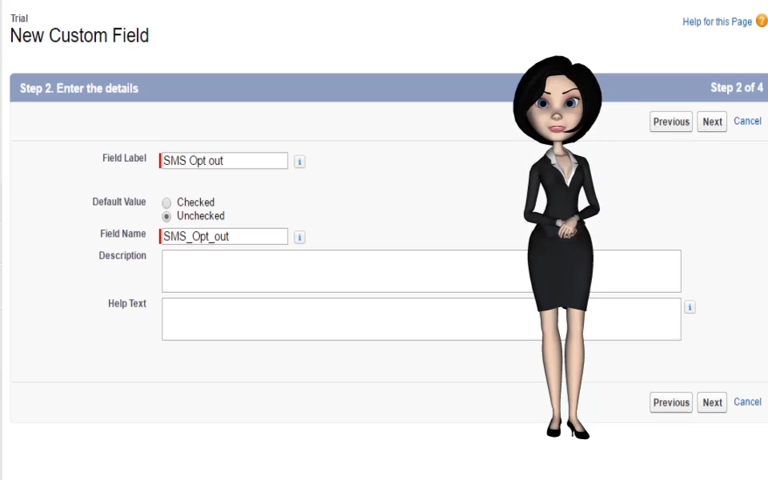 Trial
Help for this Page
New Custom Field
Step 2. Enter the details
Step 2 of 4
Previous Next Cancel
Field Label SMS Opt out
Default Value Checked
Unchecked
Field Name SMS_Opt_out
Description
Help Text
Previous Next Cancel